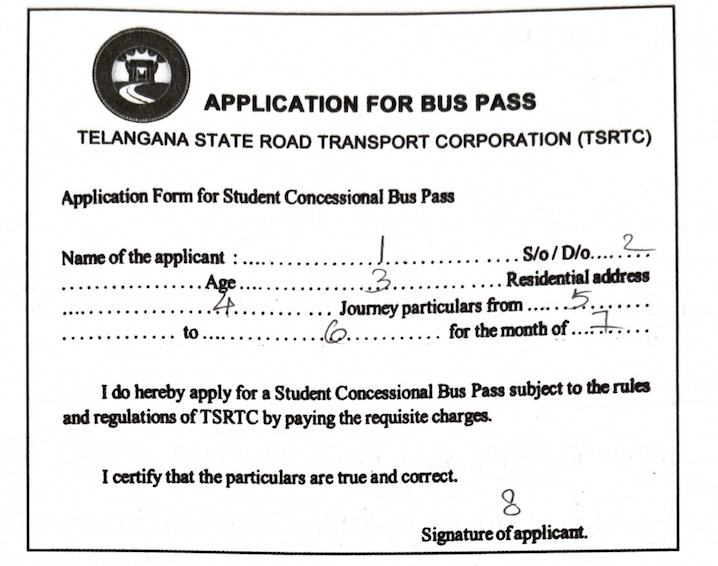 APPLICATION FOR BUS PASS
TELANGANA STATE ROAD TRANSPORT CORPORATION (TSRTC)
Application Form for Student Concessional Bus Pass
Name of the applicant : .................1................. S/o / D/o.....2...
.................... Age ..................3................ Residential address
.....................4............... Journey particulars from ......5........
................ to .................6............. for the month of ....7......
I do hereby apply for a Student Concessional Bus Pass subject to the rules
and regulations of TSRTC by paying the requisite charges.
I certify that the particulars are true and correct.
8
Signature of applicant.